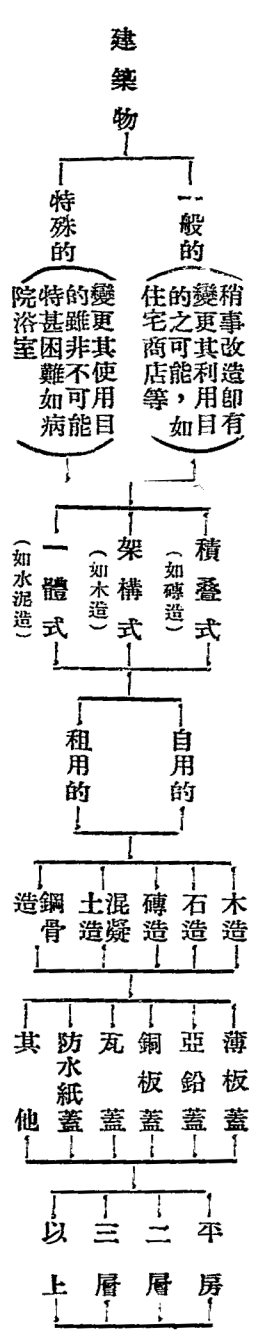 建築物
一般的
稍事改造卽有
變更其利用目
的之可能，如
住宅商店等
特殊的
變更其使用目
的雖非不可能
特甚困難如病
院浴室
積叠式
（如磚造）
架構式
（如木造）
一體式
（如水泥造）
自用的
租用的
木造
石造
磚造
混凝
土造
鋼骨
造
薄板蓋
亞鉛蓋
銅板蓋
瓦蓋
防水紙蓋
其他
平房
二層
三層
以上